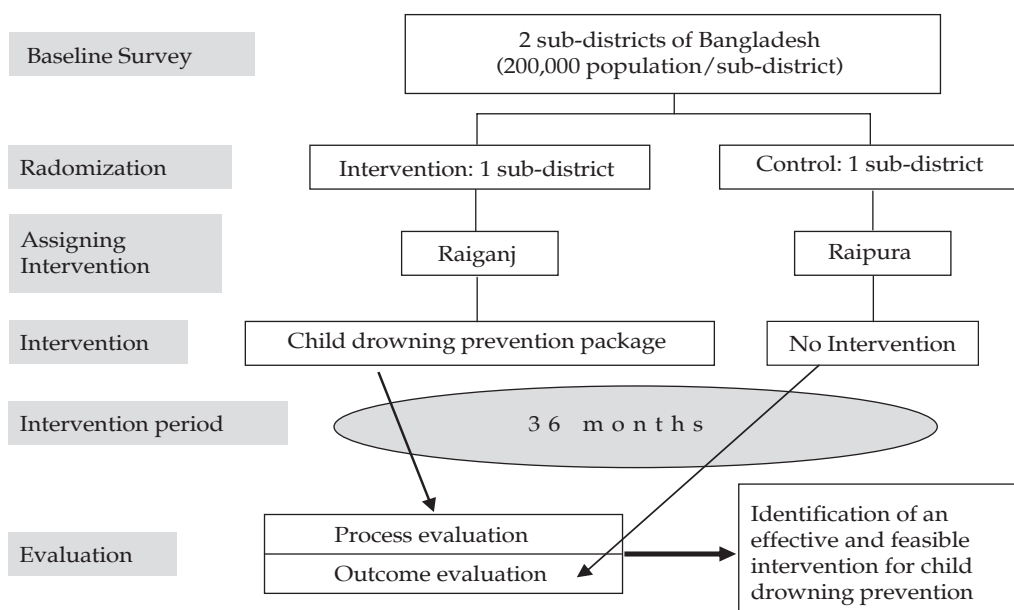 Baseline Survey
2 sub-districts of Bangladesh
(200,000 population/sub-district)
Radomization
Intervention: 1 sub-district
Control: 1 sub-district
Assigning
Intervention
Raiganj
Raipura
Intervention
Child drowning prevention package
No Intervention
Intervention period
36 months
Evaluation
Process evaluation
Outcome evaluation
Identification of an
effective and feasible
intervention for child
drowning prevention